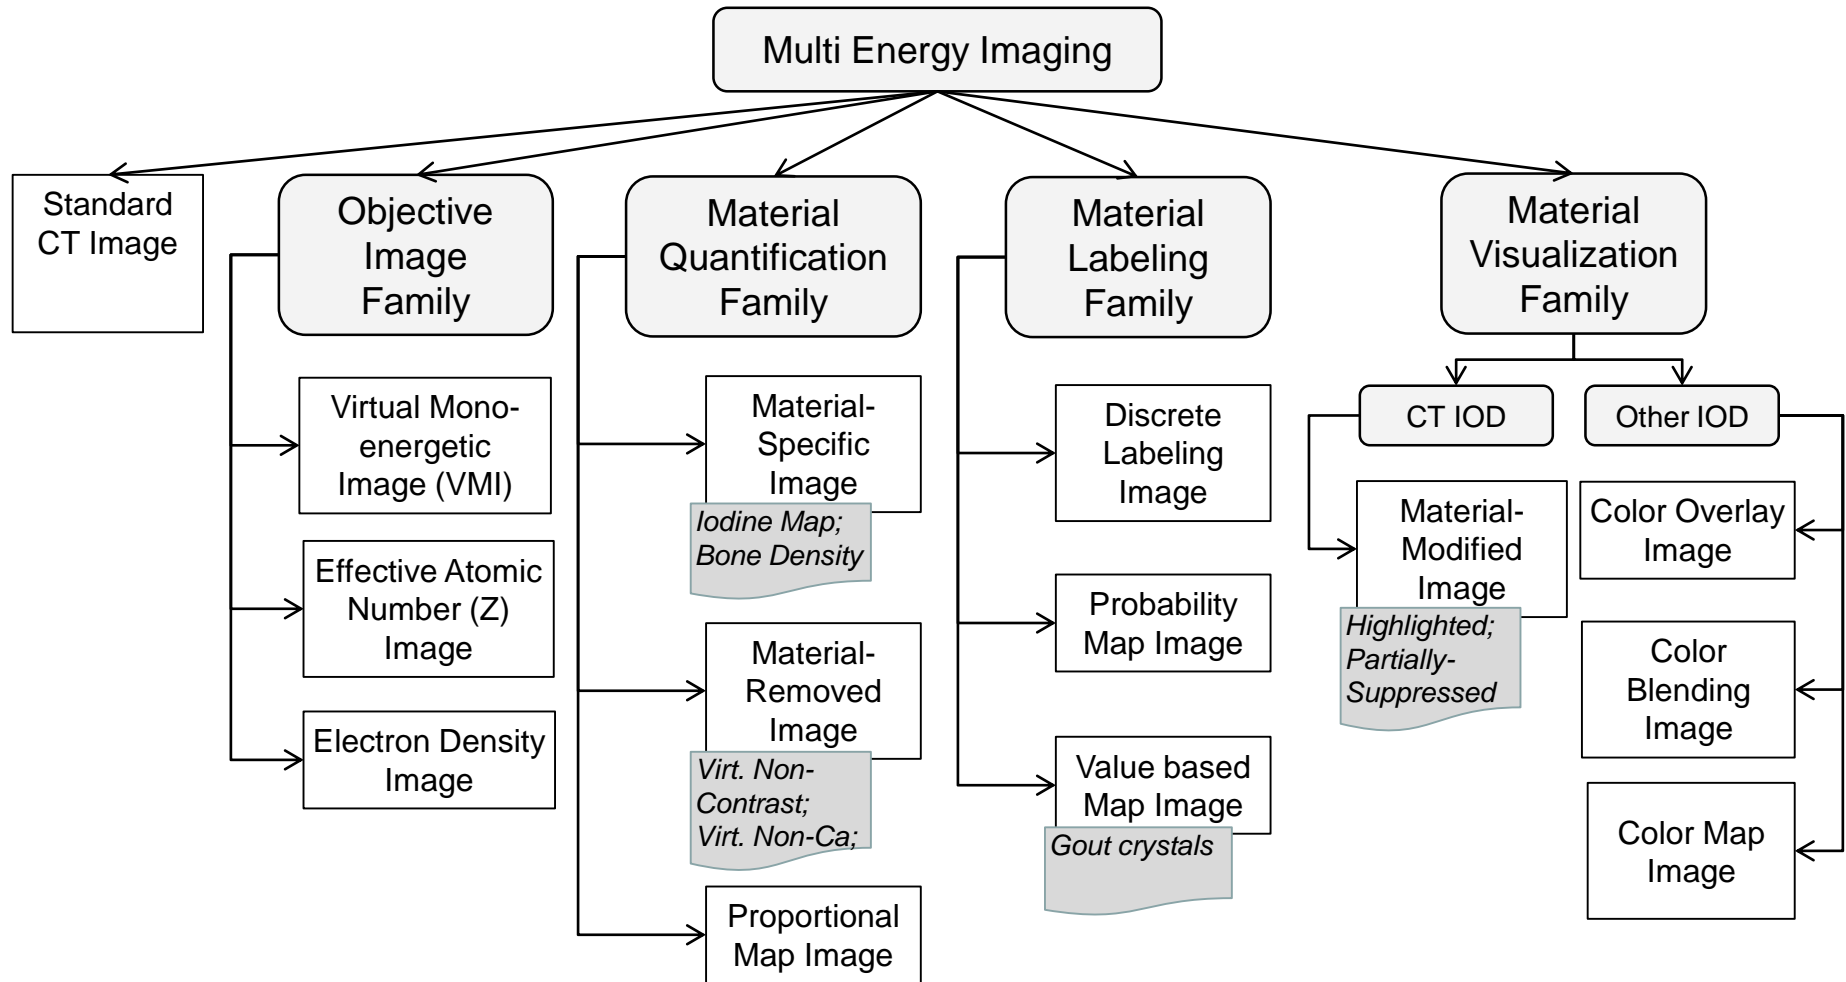 Multi Energy Imaging
Standard
CT Image
Objective
Image
Family
Material
Quantification
Family
Material
Labeling
Family
Material
Visualization
Family
Virtual Mono-
energetic
Image (VMI)
Effective Atomic
Number (Z)
Image
Electron Density
Image
Material-
Specific
Image
Iodine Map;
Bone Density
Material-
Removed
Image
Virt. Non-
Contrast;
Virt. Non-Ca;
Proportional
Map Image
Discrete
Labeling
Image
Probability
Map Image
Value based
Map Image
Gout crystals
CT IOD
Other IOD
Material-
Modified
Image
Highlighted;
Partially-
Suppressed
Color Overlay
Image
Color
Blending
Image
Color Map
Image